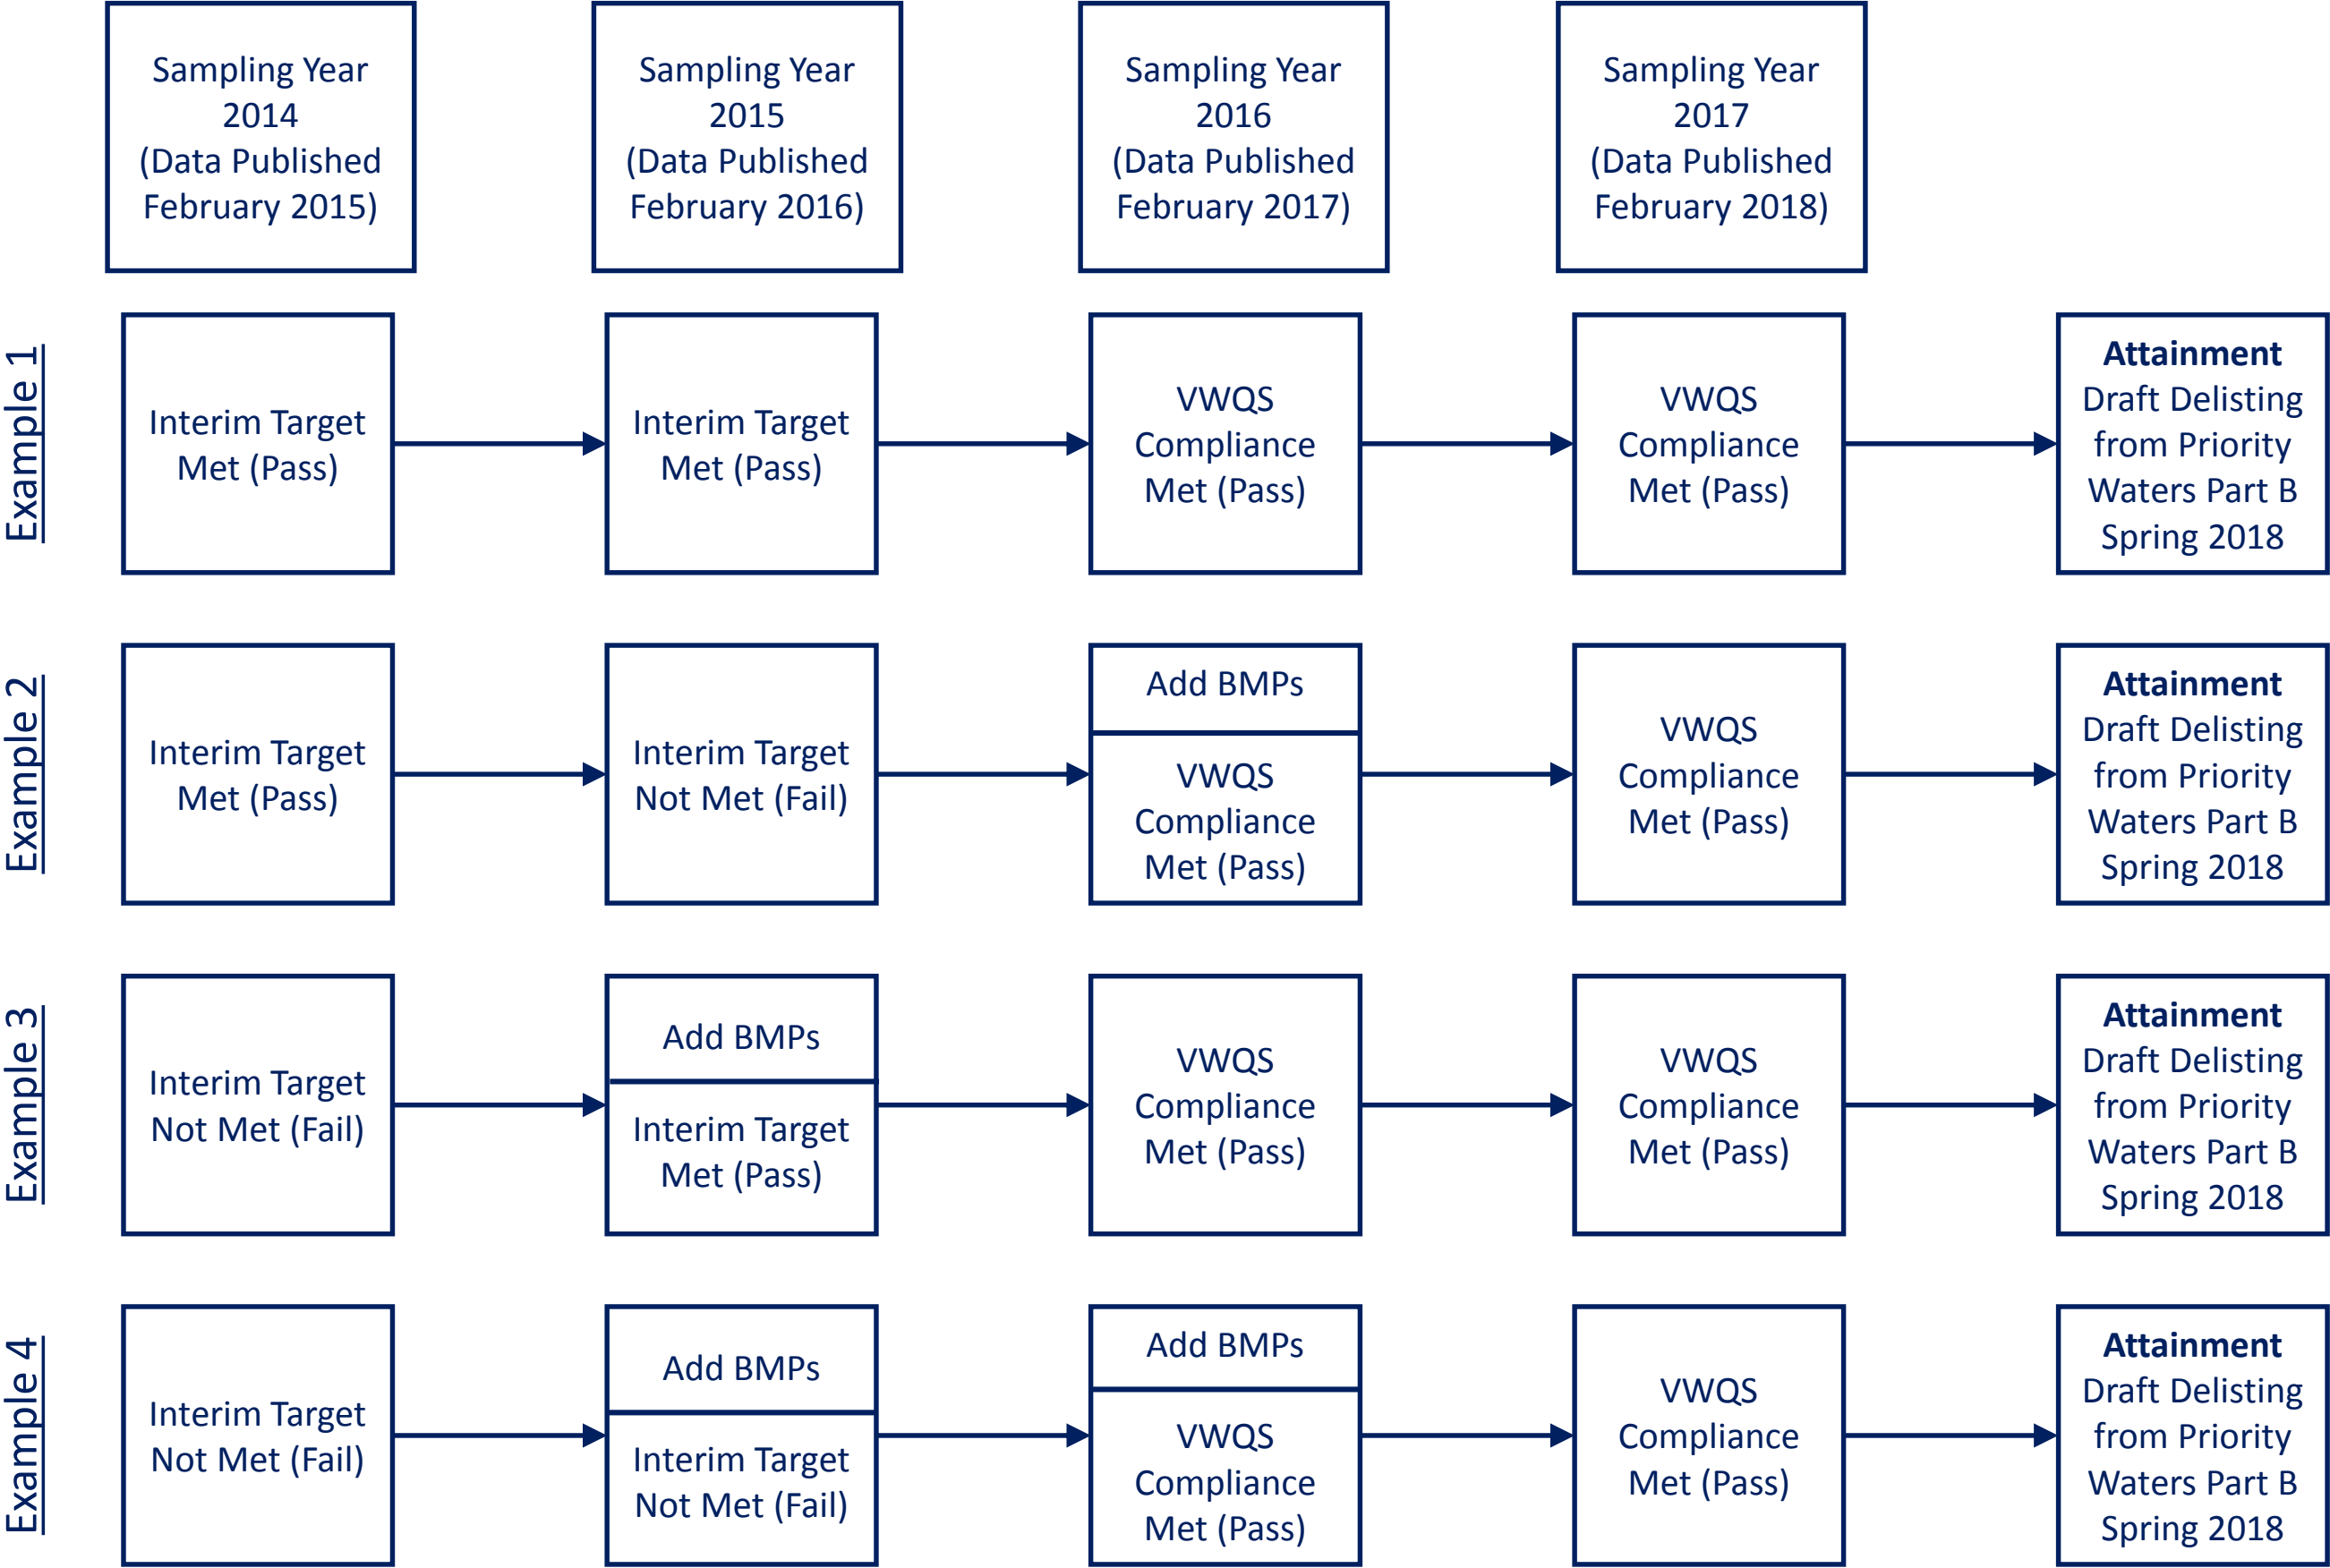 Sampling Year
2014
(Data Published
February 2015)
Sampling Year
2015
(Data Published
February 2016)
Sampling Year
2016
(Data Published
February 2017)
Sampling Year
2017
(Data Published
February 2018)
Example 1
Interim Target
Met (Pass)
Interim Target
Met (Pass)
VWQS
Compliance
Met (Pass)
VWQS
Compliance
Met (Pass)
Attainment
Draft Delisting
from Priority
Waters Part B
Spring 2018
Example 2
Interim Target
Met (Pass)
Interim Target
Not Met (Fail)
Add BMPs
VWQS
Compliance
Met (Pass)
VWQS
Compliance
Met (Pass)
Attainment
Draft Delisting
from Priority
Waters Part B
Spring 2018
Example 3
Interim Target
Not Met (Fail)
Add BMPs
Interim Target
Met (Pass)
VWQS
Compliance
Met (Pass)
VWQS
Compliance
Met (Pass)
Attainment
Draft Delisting
from Priority
Waters Part B
Spring 2018
Example 4
Interim Target
Not Met (Fail)
Add BMPs
Interim Target
Not Met (Fail)
Add BMPs
VWQS
Compliance
Met (Pass)
VWQS
Compliance
Met (Pass)
Attainment
Draft Delisting
from Priority
Waters Part B
Spring 2018